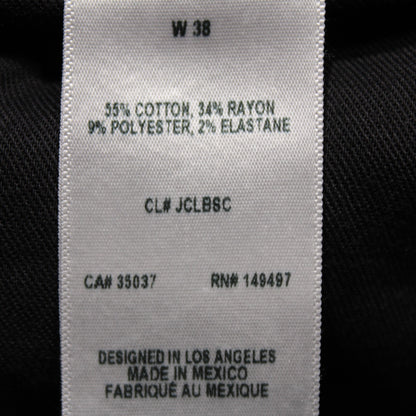 W 38
55% COTTON, 34% RAYON
9% POLYESTER, 2% ELASTANE
CL# JCLBSC
CA# 35037 RN# 149497
DESIGNED IN LOS ANGELES
MADE IN MEXICO
FABRIQUÉ AU MEXIQUE